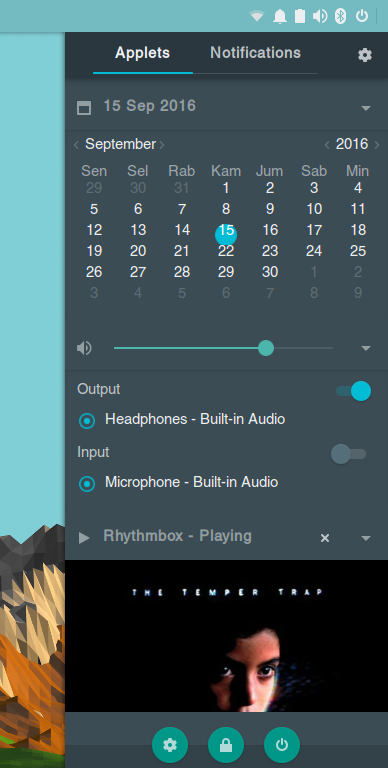 Applets Notifications
15 Sep 2016
September 2016
Sen Sel Rab Kam Jum Sab Min
29 30 31 1 2 3 4
5 6 7 8 9 10 11
12 13 14 15 16 17 18
19 20 21 22 23 24 25
26 27 28 29 30 1 2
3 4 5 6 7 8 9
Output
Headphones - Built-in Audio
Input
Microphone - Built-in Audio
Rhythmbox - Playing
THE TEMPER TRAP